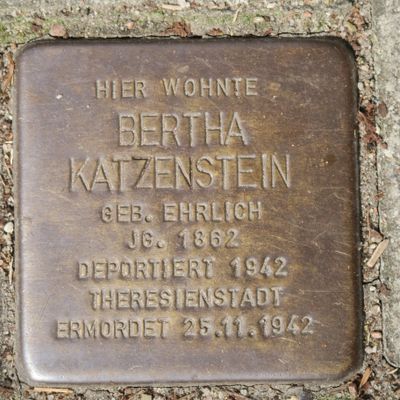 HIER WOHNTE
BERTHA
KATZENSTEIN
GEB. EHRLICH
JG. 1862
DEPORTIERT 1942
THERESIENSTADT
ERMORDET 25.11.1942